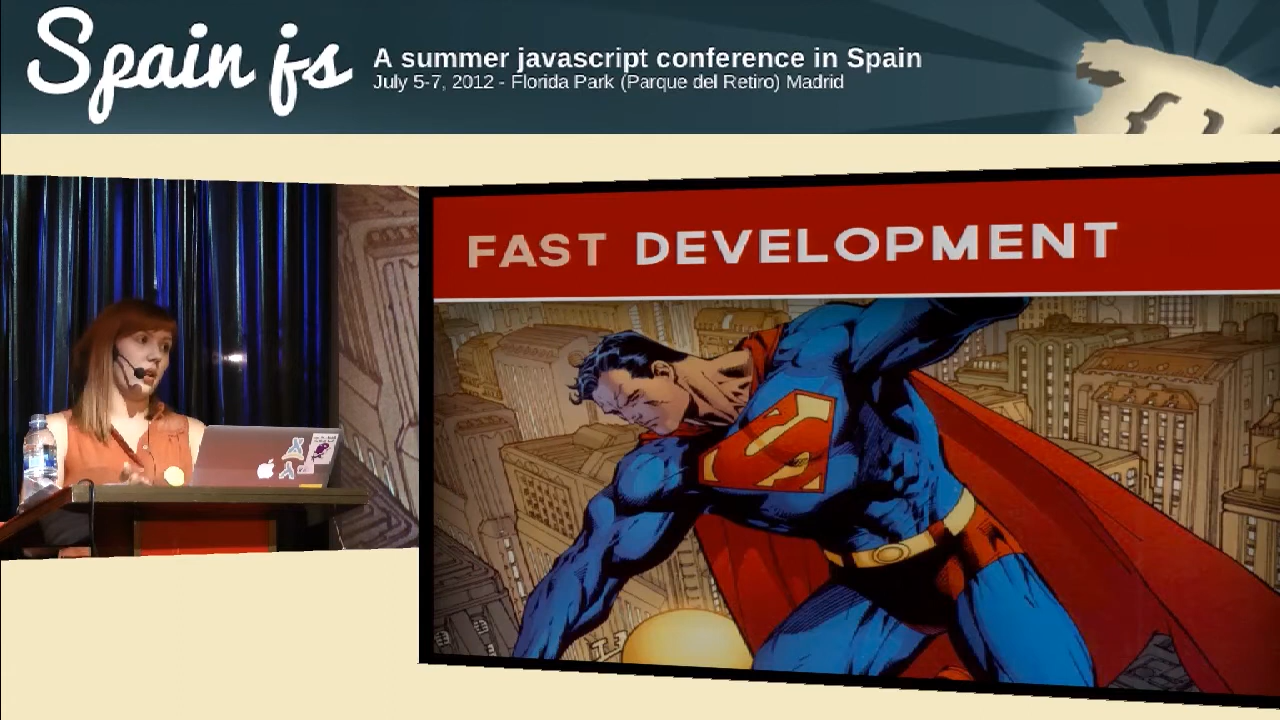 Spain js
A summer javascript conference in Spain
July 5-7, 2012 - Florida Park (Parque del Retiro) Madrid
FAST DEVELOPMENT